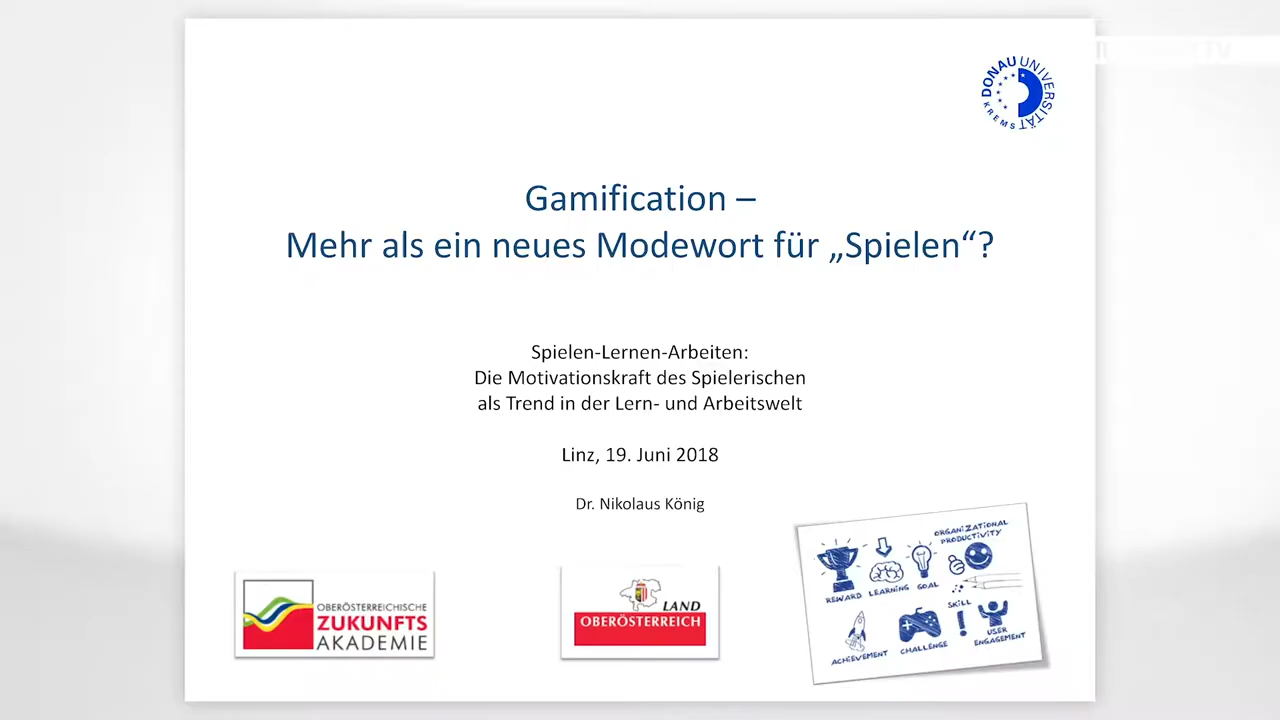 DONAU UNIVERSITÄT
KREMS
Gamification –
Mehr als ein neues Modewort für „Spielen“?
Spielen-Lernen-Arbeiten:
Die Motivationskraft des Spielerischen
als Trend in der Lern- und Arbeitswelt
Linz, 19. Juni 2018
Dr. Nikolaus König
OBERÖSTERREICHISCHE
ZUKUNFTS
AKADEMIE
LAND
OBERÖSTERREICH
ORGANIZATIONAL
PRODUCTIVITY
REWARD
LEARNING
GOAL
SKILL
ACHIEVEMENT
CHALLENGE
USER
ENGAGEMENT